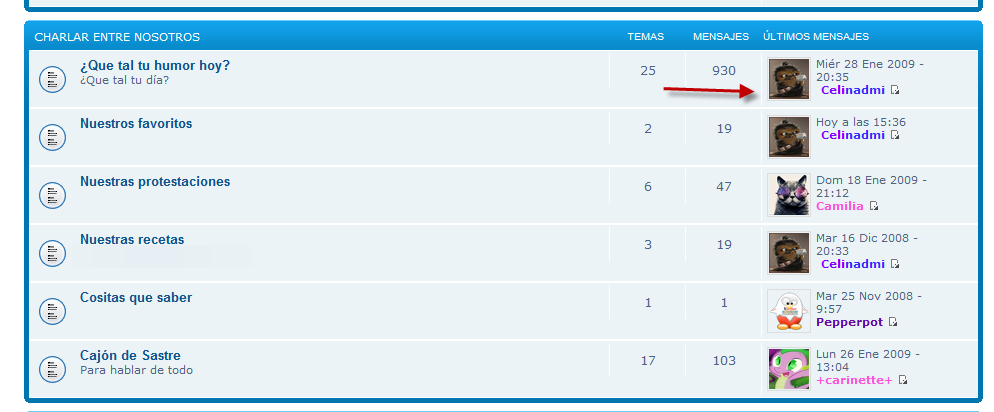 CHARLAR ENTRE NOSOTROS TEMAS MENSAJES ÚLTIMOS MENSAJES
¿Que tal tu humor hoy? 25 930 Miér 28 Ene 2009 -
¿Que tal tu día? 20:35
Celinadmi
Nuestros favoritos 2 19 Hoy a las 15:36
Celinadmi
Nuestras protestaciones 6 47 Dom 18 Ene 2009 -
21:12
Camilia
Nuestras recetas 3 19 Mar 16 Dic 2008 -
20:33
Celinadmi
Cositas que saber 1 1 Mar 25 Nov 2008 -
9:57
Pepperpot
Cajón de Sastre 17 103 Lun 26 Ene 2009 -
Para hablar de todo 13:04
+carinette+